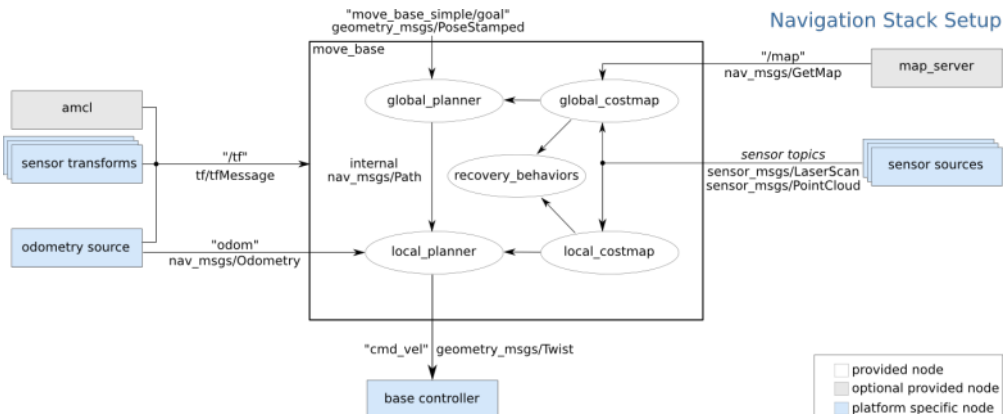 Navigation Stack Setup
"move_base_simple/goal"
geometry_msgs/PoseStamped
move_base
"/map"
nav_msgs/GetMap
map_server
global_planner
global_costmap
amcl
sensor transforms
"/tf"
tf/tfMessage
internal
nav_msgs/Path
recovery_behaviors
sensor topics
sensor_msgs/LaserScan
sensor_msgs/PointCloud
sensor sources
odometry source
"odom"
nav_msgs/Odometry
local_planner
local_costmap
"cmd_vel"
geometry_msgs/Twist
base controller
provided node
optional provided node
platform specific node